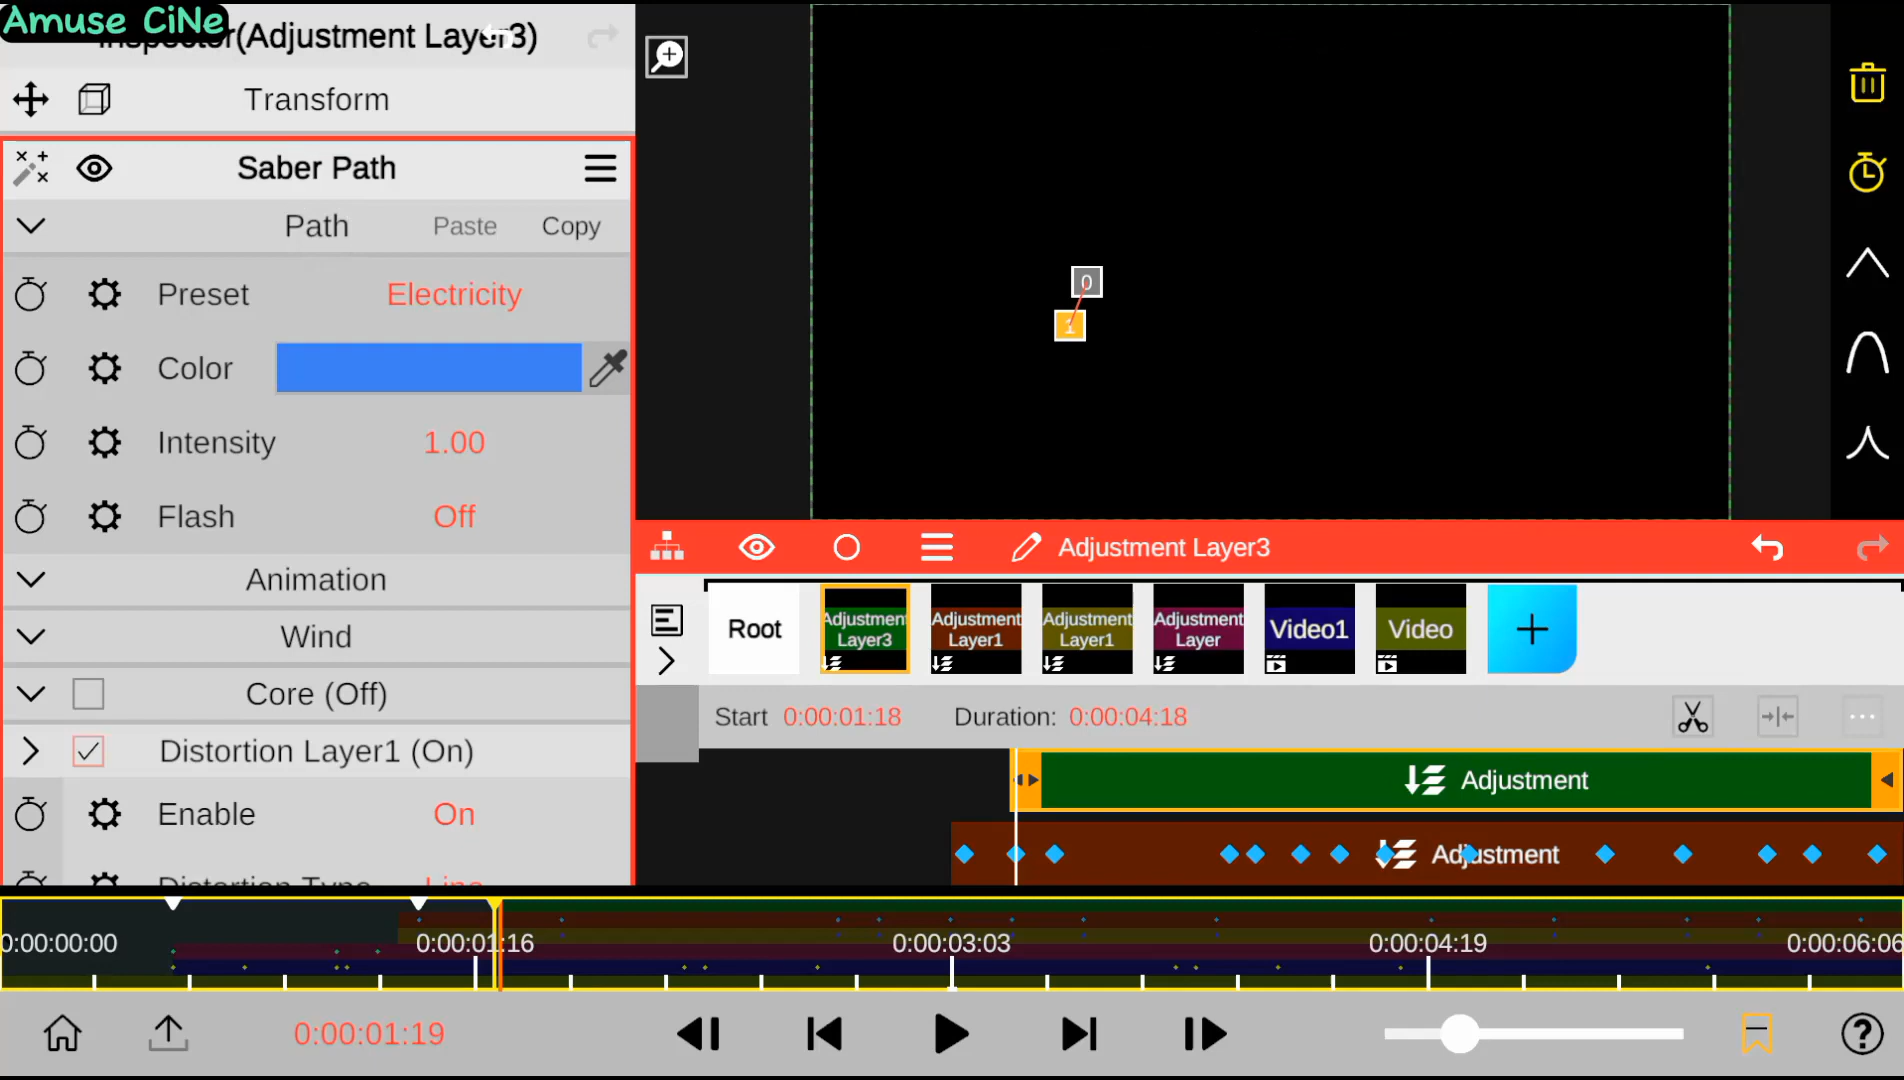 Amuse CiNe
Inspector(Adjustment Layer3)
Transform
Saber Path
Path Paste Copy
Preset Electricity
Color
Intensity 1.00
Flash Off
Animation
Wind
Core (Off)
Distortion Layer1 (On)
Enable On
Distortion Type Line
0
1
Adjustment Layer3
Root
Adjustment
Layer3
Adjustment
Layer1
Adjustment
Layer1
Adjustment
Layer
Video1
Video
+
Start 0:00:01:18 Duration: 0:00:04:18
Adjustment
Adjustment
0:00:00:00 0:00:01:16 0:00:03:03 0:00:04:19 0:00:06:06
0:00:01:19
?